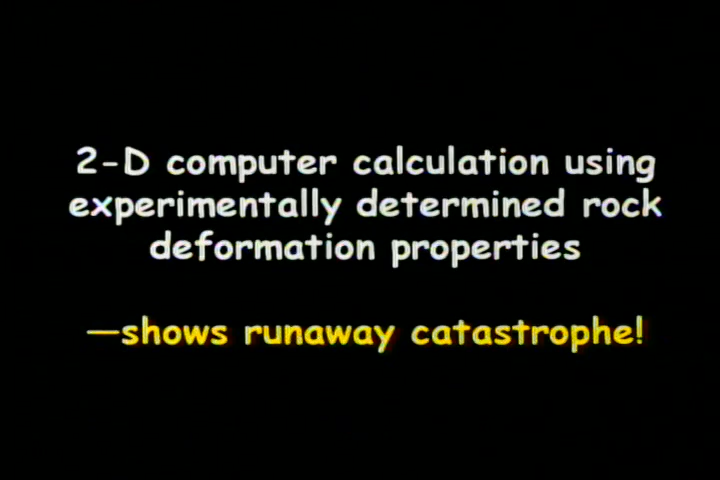 2-D computer calculation using
experimentally determined rock
deformation properties
—shows runaway catastrophe!